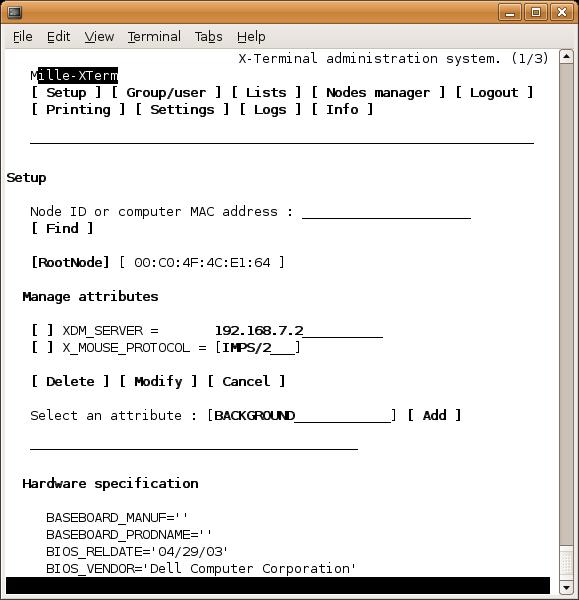 File Edit View Terminal Tabs Help
X-Terminal administration system. (1/3)
Mille-XTerm
[ Setup ] [ Group/user ] [ Lists ] [ Nodes manager ] [ Logout ]
[ Printing ] [ Settings ] [ Logs ] [ Info ]
Setup
Node ID or computer MAC address : _____________________
[ Find ]
[RootNode] [ 00:C0:4F:4C:E1:64 ]
Manage attributes
[ ] XDM_SERVER = 192.168.7.2__________
[ ] X_MOUSE_PROTOCOL = [IMPS/2___]
[ Delete ] [ Modify ] [ Cancel ]
Select an attribute : [BACKGROUND____________] [ Add ]
Hardware specification
BASEBOARD_MANUF=''
BASEBOARD_PRODNAME=''
BIOS_RELDATE='04/29/03'
BIOS_VENDOR='Dell Computer Corporation'